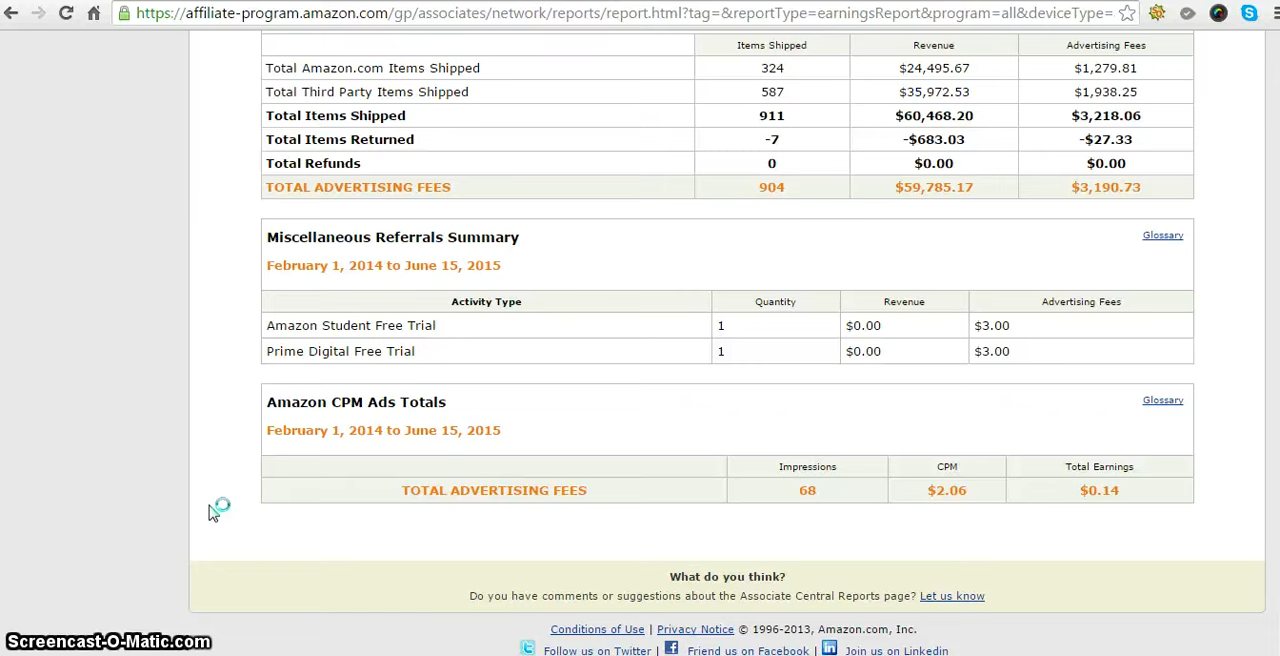 https://affiliate-program.amazon.com/gp/associates/network/reports/report.html?tag=&reportType=earningsReport&program=all&deviceType=
Items Shipped Revenue Advertising Fees
Total Amazon.com Items Shipped 324 $24,495.67 $1,279.81
Total Third Party Items Shipped 587 $35,972.53 $1,938.25
Total Items Shipped 911 $60,468.20 $3,218.06
Total Items Returned -7 -$683.03 -$27.33
Total Refunds 0 $0.00 $0.00
TOTAL ADVERTISING FEES 904 $59,785.17 $3,190.73
Miscellaneous Referrals Summary Glossary
February 1, 2014 to June 15, 2015
Activity Type Quantity Revenue Advertising Fees
Amazon Student Free Trial 1 $0.00 $3.00
Prime Digital Free Trial 1 $0.00 $3.00
Amazon CPM Ads Totals Glossary
February 1, 2014 to June 15, 2015
Impressions CPM Total Earnings
TOTAL ADVERTISING FEES 68 $2.06 $0.14
What do you think?
Do you have comments or suggestions about the Associate Central Reports page? Let us know
Conditions of Use | Privacy Notice © 1996-2013, Amazon.com, Inc.
Follow us on Twitter | Friend us on Facebook | Join us on Linkedin
Screencast-O-Matic.com